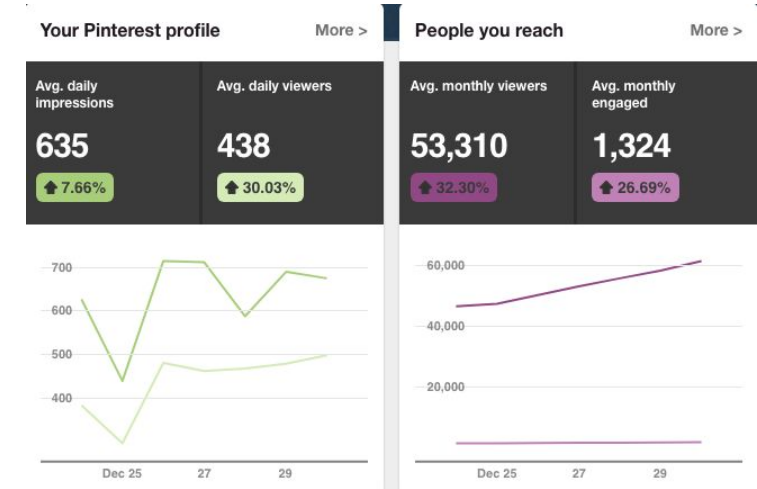 Your Pinterest profile
More >
Avg. daily
impressions
635
7.66%
Avg. daily viewers
438
30.03%
700
600
500
400
Dec 25
27
29
People you reach
More >
Avg. monthly viewers
53,310
32.30%
Avg. monthly
engaged
1,324
26.69%
60,000
40,000
20,000
Dec 25
27
29